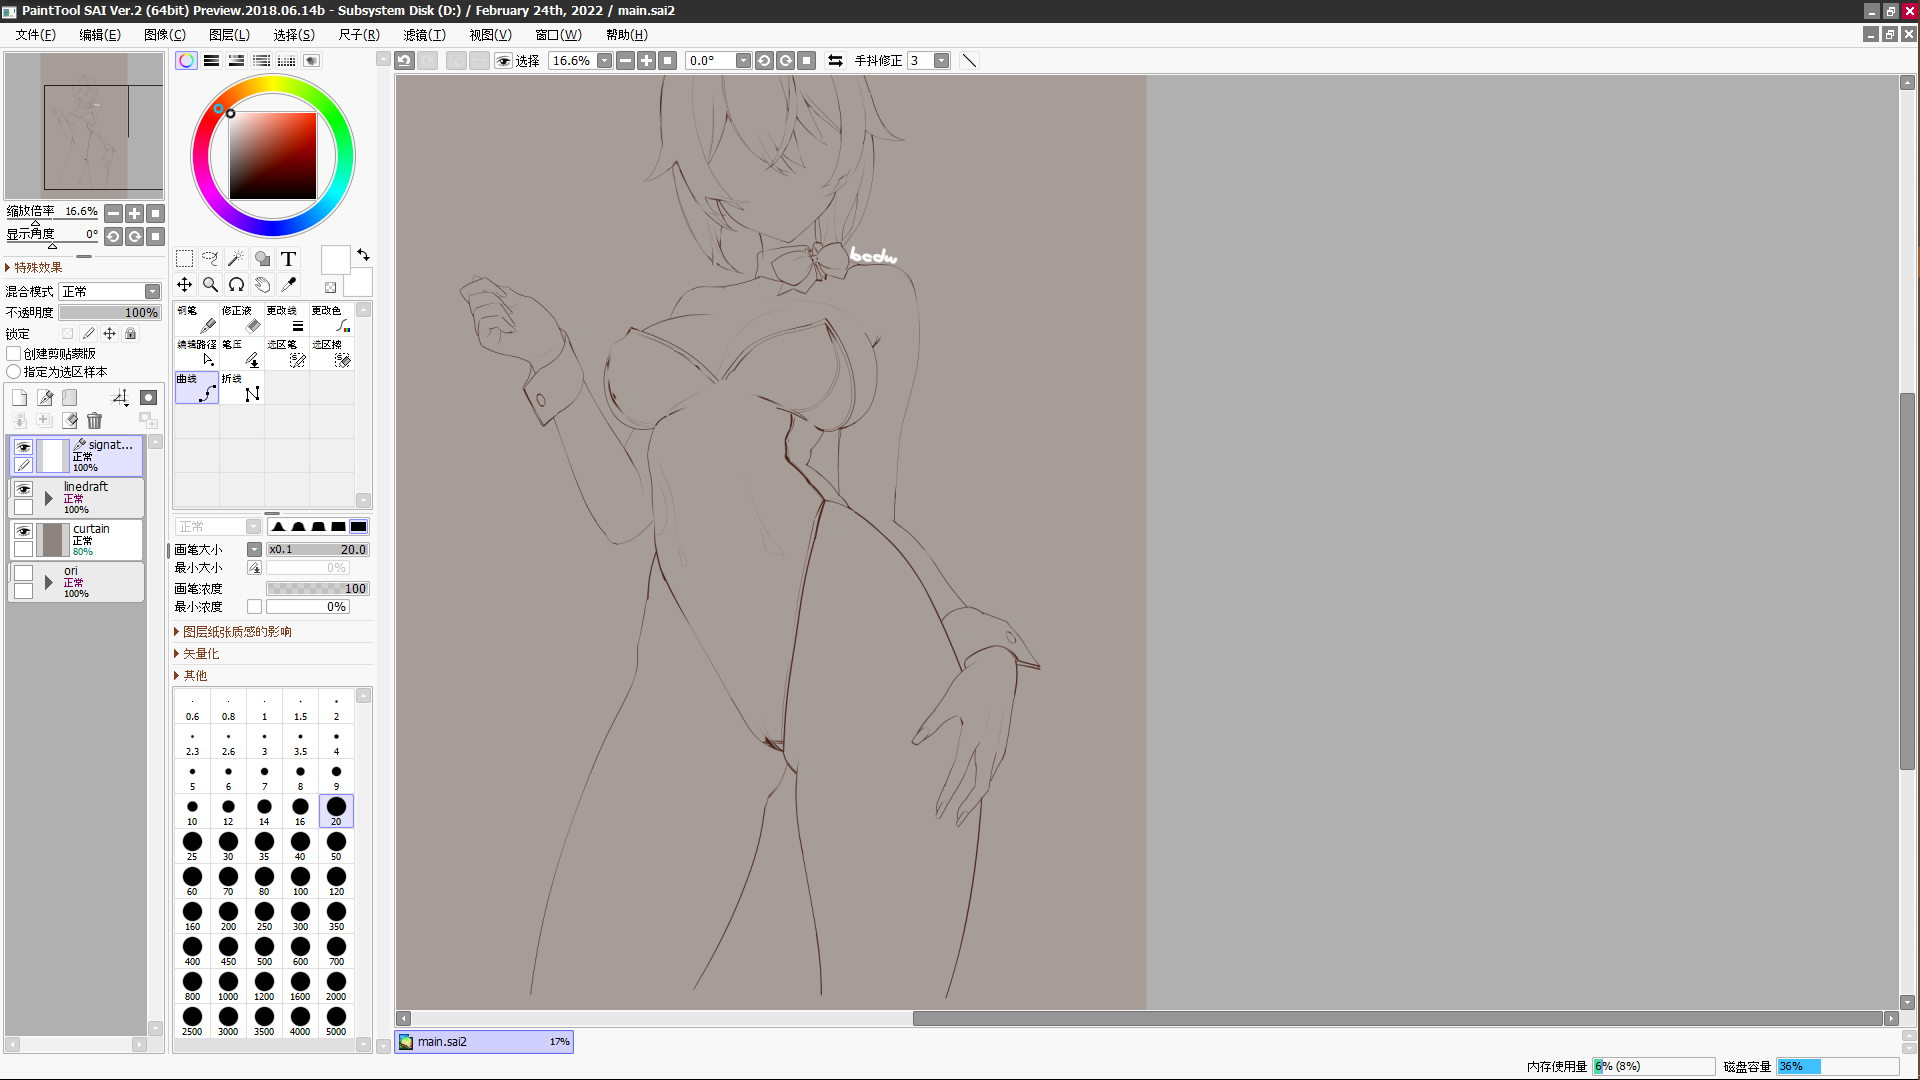 PaintTool SAI Ver.2 (64bit) Preview.2018.06.14b - Subsystem Disk (D:) / February 24th, 2022 / main.sai2
文件(F) 编辑(E) 图像(C) 图层(L) 选择(S) 尺子(R) 滤镜(T) 视图(V) 窗口(W) 帮助(H)
选择 16.6% 0.0° 手抖修正 3
缩放倍率 16.6%
显示角度 0°
特殊效果
混合模式 正常
不透明度 100%
锁定
创建剪贴蒙版
指定为选区样本
signat...
正常
100%
linedraft
正常
100%
curtain
正常
80%
ori
正常
100%
T
钢笔 修正液 更改线 更改色
编辑路径 笔压 选区笔 选区擦
曲线 折线
正常
画笔大小 x0.1 20.0
最小大小 0%
画笔浓度 100
最小浓度 0%
图层纸张质感的影响
矢量化
其他
0.6 0.8 1 1.5 2
2.3 2.6 3 3.5 4
5 6 7 8 9
10 12 14 16 20
25 30 35 40 50
60 70 80 100 120
160 200 250 300 350
400 450 500 600 700
800 1000 1200 1600 2000
2500 3000 3500 4000 5000
bcdw
main.sai2 17%
内存使用量 6% (8%) 磁盘容量 36%